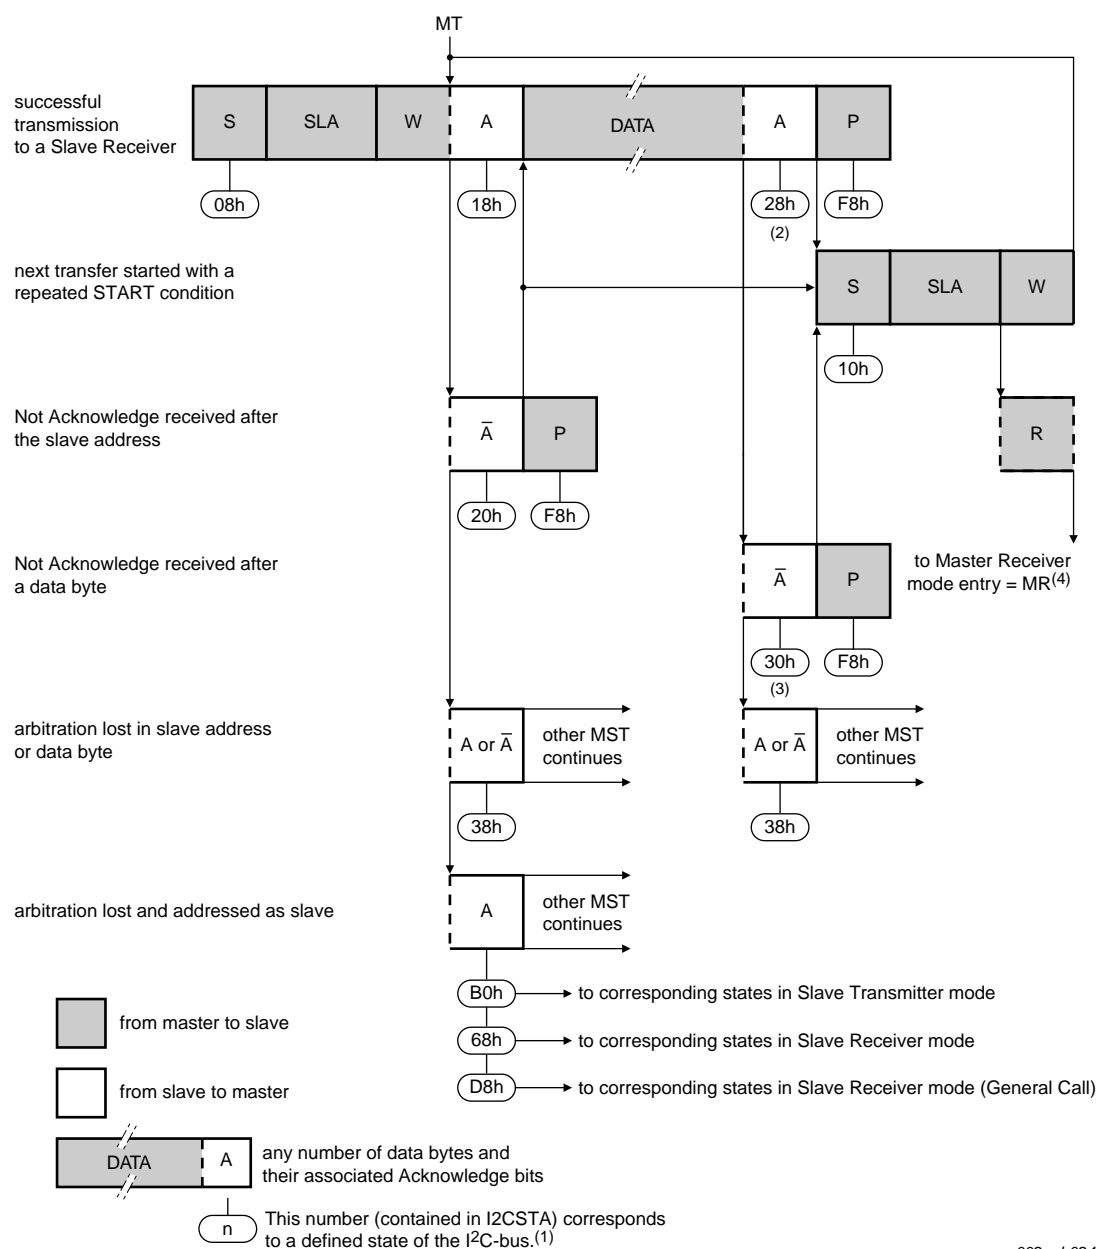 MT
successful
transmission
to a Slave Receiver
S SLA W A DATA A P
08h 18h 28h F8h
(2)
next transfer started with a
repeated START condition
S SLA W
10h
Not Acknowledge received after
the slave address
A̅ P R
20h F8h
Not Acknowledge received after
a data byte
A̅ P
to Master Receiver
mode entry = MR(4)
30h F8h
(3)
arbitration lost in slave address
or data byte
A or A̅
other MST
continues
A or A̅
other MST
continues
38h 38h
arbitration lost and addressed as slave
A
other MST
continues
B0h to corresponding states in Slave Transmitter mode
68h to corresponding states in Slave Receiver mode
D8h to corresponding states in Slave Receiver mode (General Call)
from master to slave
from slave to master
DATA A
any number of data bytes and
their associated Acknowledge bits
n
This number (contained in I2CSTA) corresponds
to a defined state of the I2C-bus.(1)